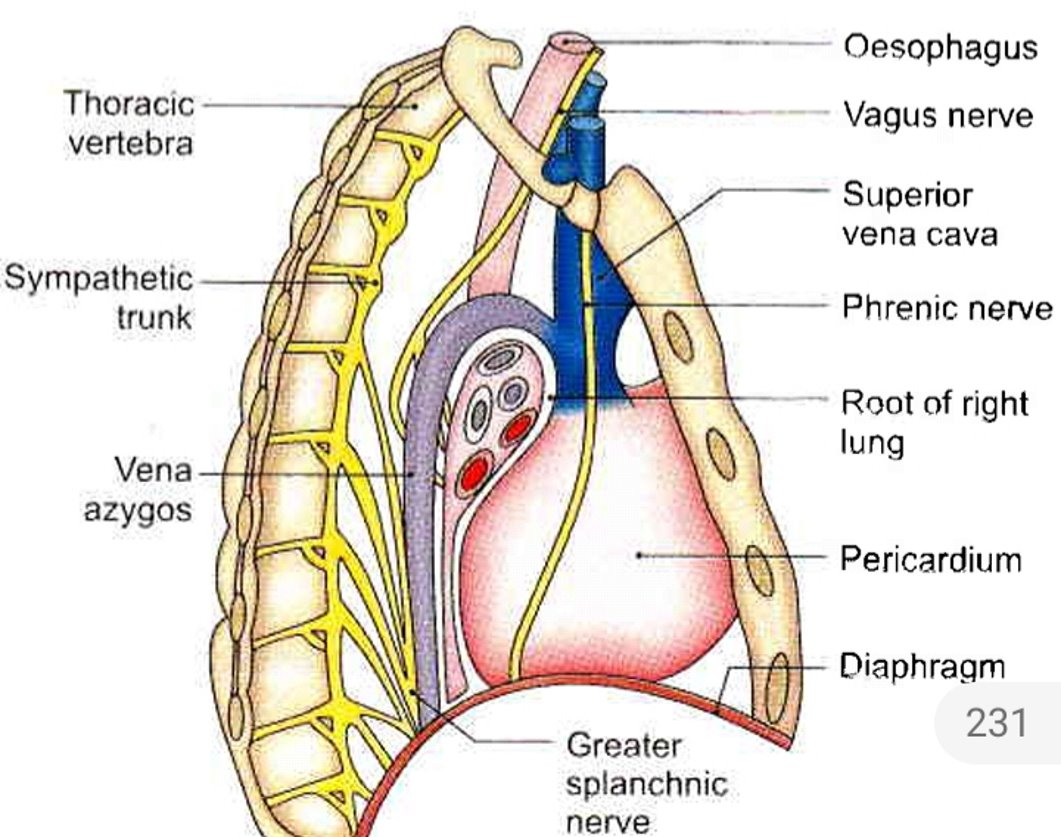 Oesophagus
Thoracic
vertebra
Vagus nerve
Superior
vena cava
Sympathetic
trunk
Phrenic nerve
Root of right
lung
Vena
azygos
Pericardium
Diaphragm
231
Greater
splanchnic
nerve